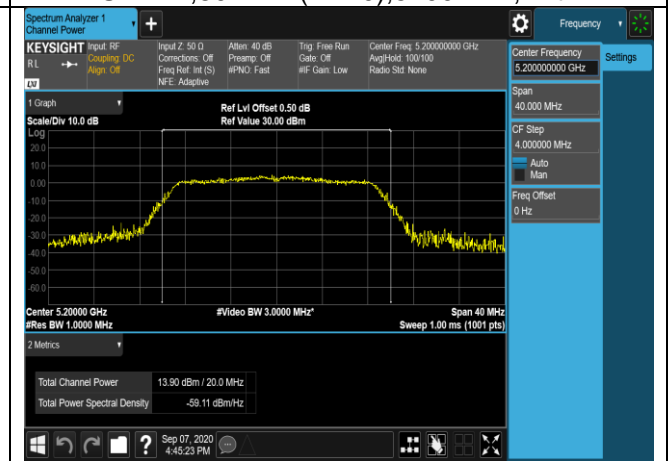 Spectrum Analyzer 1
Channel Power
+
Frequency
KEYSIGHT
RL
LXI
Input: RF
Coupling: DC
Align: Off
Input Z: 50 Ω
Corrections: Off
Freq Ref: Int (S)
NFE: Adaptive
Atten: 40 dB
Preamp: Off
#PNO: Fast
Trig: Free Run
Gate: Off
#IF Gain: Low
Center Freq: 5.200000000 GHz
Avg|Hold: 100/100
Radio Std: None
Center Frequency
5.200000000 GHz
Settings
Span
40.000 MHz
CF Step
4.000000 MHz
Auto
Man
Freq Offset
0 Hz
1 Graph
Scale/Div 10.0 dB
Ref Lvl Offset 0.50 dB
Ref Value 30.00 dBm
Log
20.0
10.0
0.00
-10.0
-20.0
-30.0
-40.0
-50.0
-60.0
Center 5.20000 GHz
#Res BW 1.0000 MHz
#Video BW 3.0000 MHz*
Span 40 MHz
Sweep 1.00 ms (1001 pts)
2 Metrics
Total Channel Power 13.90 dBm / 20.0 MHz
Total Power Spectral Density -59.11 dBm/Hz
?
Sep 07, 2020
4:45:23 PM